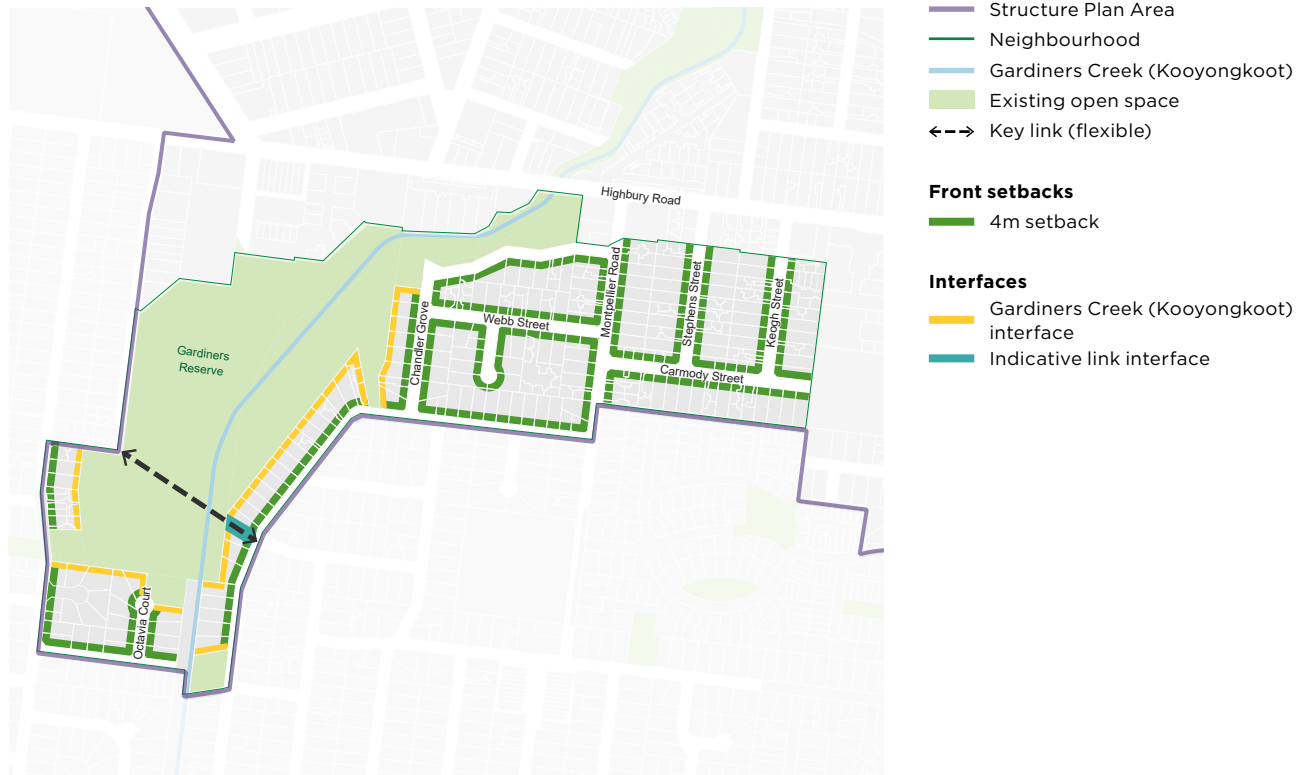 Highbury Road
Montpellier Road
Stephens Street
Keogh Street
Chandler Grove
Webb Street
Carmody Street
Gardiners
Reserve
Octavia Court
Structure Plan Area
Neighbourhood
Gardiners Creek (Kooyongkoot)
Existing open space
Key link (flexible)
Front setbacks
4m setback
Interfaces
Gardiners Creek (Kooyongkoot)
interface
Indicative link interface